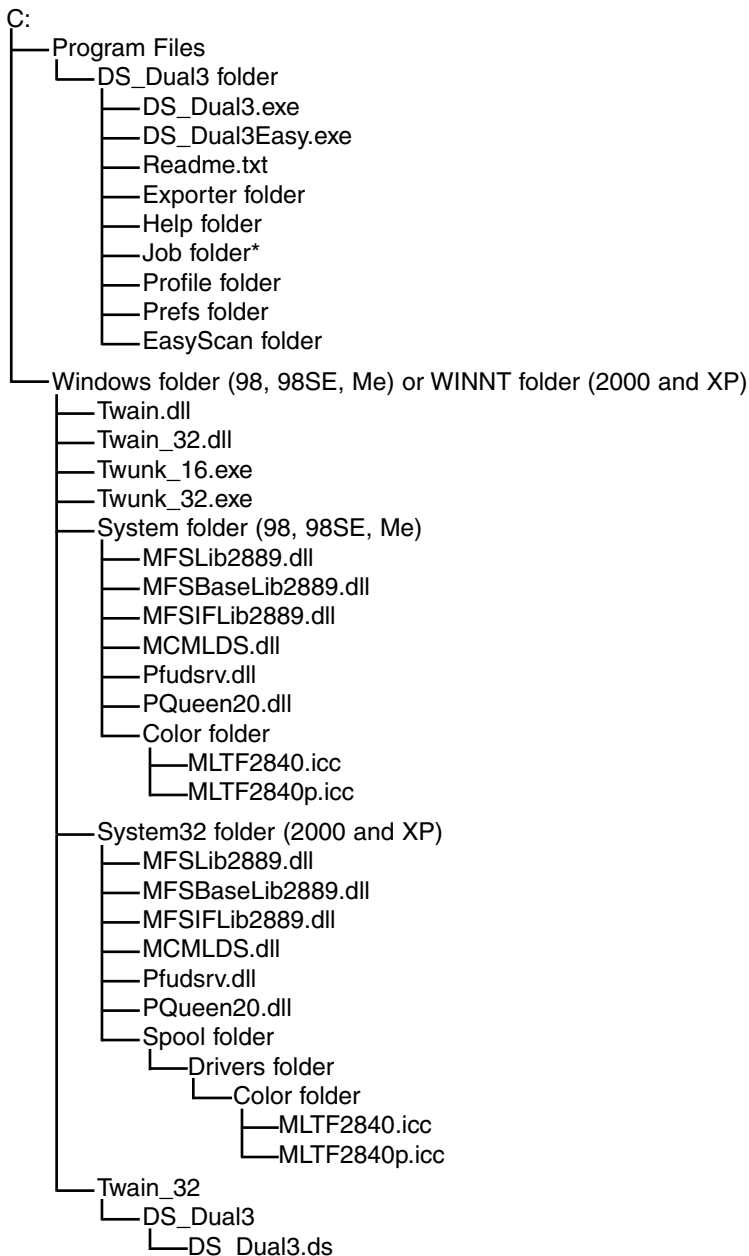 C:
Program Files
DS_Dual3 folder
DS_Dual3.exe
DS_Dual3Easy.exe
Readme.txt
Exporter folder
Help folder
Job folder*
Profile folder
Prefs folder
EasyScan folder
Windows folder (98, 98SE, Me) or WINNT folder (2000 and XP)
Twain.dll
Twain_32.dll
Twunk_16.exe
Twunk_32.exe
System folder (98, 98SE, Me)
MFSLib2889.dll
MFSBaseLib2889.dll
MFSIFLib2889.dll
MCMLDS.dll
Pfudsrv.dll
PQueen20.dll
Color folder
MLTF2840.icc
MLTF2840p.icc
System32 folder (2000 and XP)
MFSLib2889.dll
MFSBaseLib2889.dll
MFSIFLib2889.dll
MCMLDS.dll
Pfudsrv.dll
PQueen20.dll
Spool folder
Drivers folder
Color folder
MLTF2840.icc
MLTF2840p.icc
Twain_32
DS_Dual3
DS_Dual3.ds